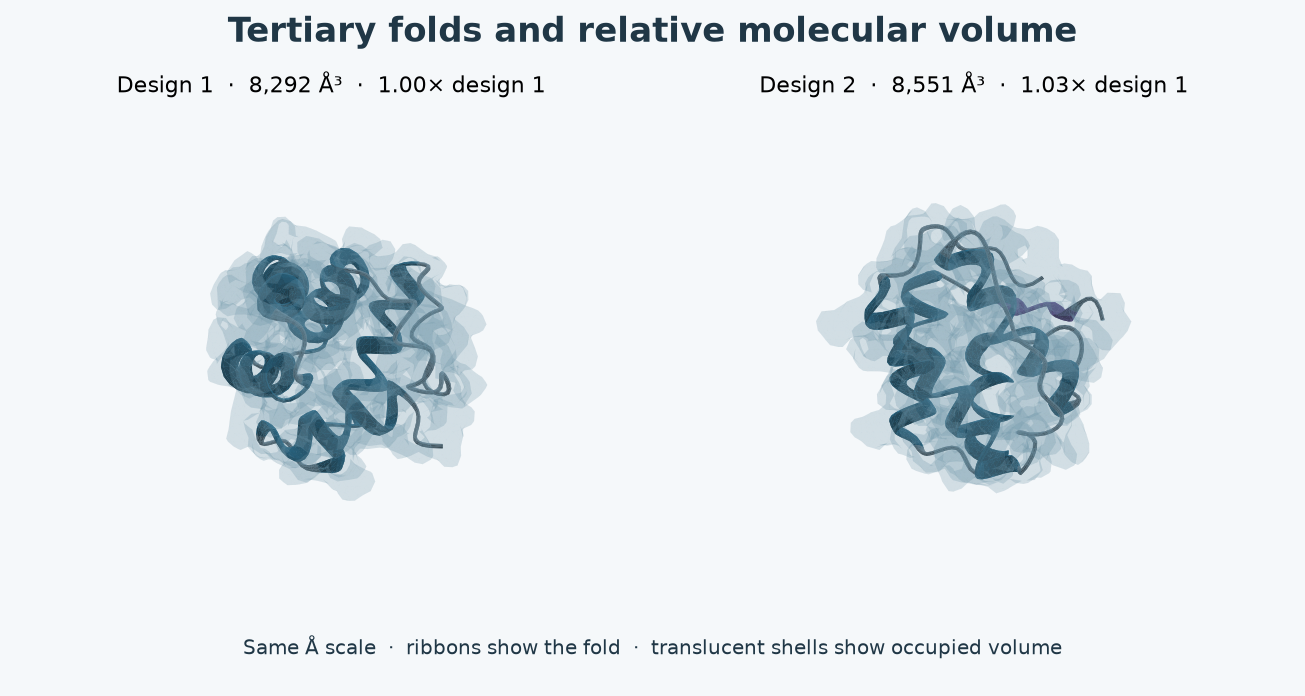 Tertiary folds and relative molecular volume
Design 1 · 8,292 Å³ · 1.00× design 1
Design 2 · 8,551 Å³ · 1.03× design 1
Same Å scale · ribbons show the fold · translucent shells show occupied volume